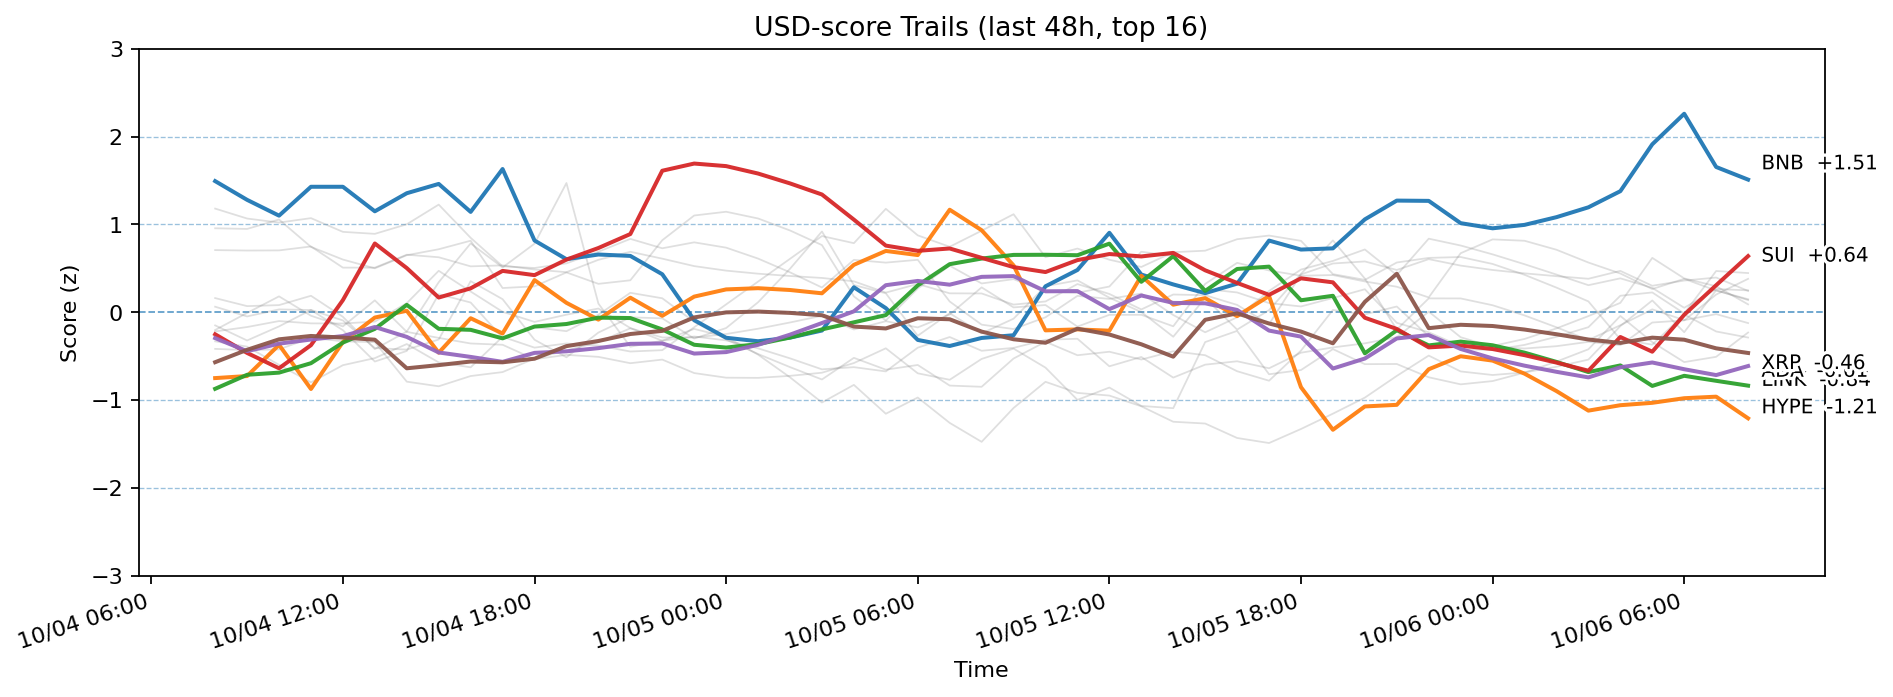 USD-score Trails (last 48h, top 16)
Score (z)
3
2
1
0
−1
−2
−3
BNB +1.51
SUI +0.64
XRP -0.46
LINK -0.84
HYPE -1.21
10/04 06:00
10/04 12:00
10/04 18:00
10/05 00:00
10/05 06:00
10/05 12:00
10/05 18:00
10/06 00:00
10/06 06:00
Time